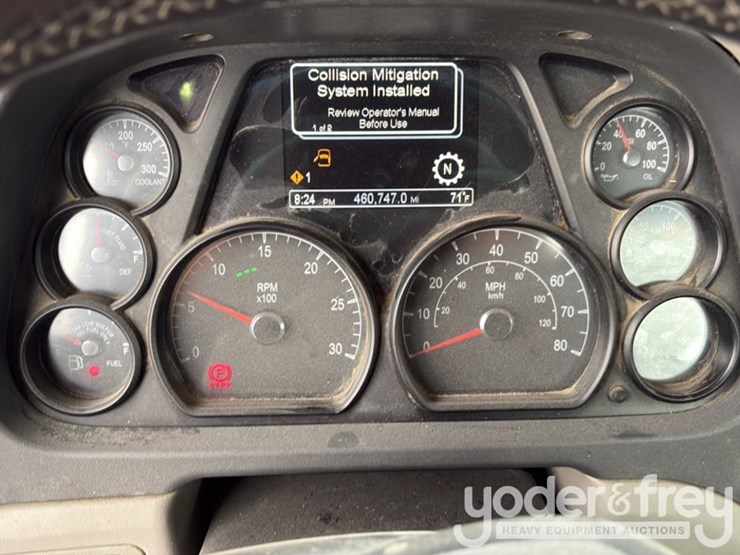 Collision Mitigation
System Installed
Review Operator's Manual
1 of 2 Before Use
1
N
8:24 PM 460,747.0 MI 71°F
200
°F
250
300
COOLANT
0 20 40 60 80 100
OIL
DEF
FUEL
0 5 10 15 20 25 30
RPM
x100
PARK
0 10 20 30 40 50 60 70 80
MPH
km/h
20 40 60 80 100 120
yoder&frey
HEAVY EQUIPMENT AUCTIONS